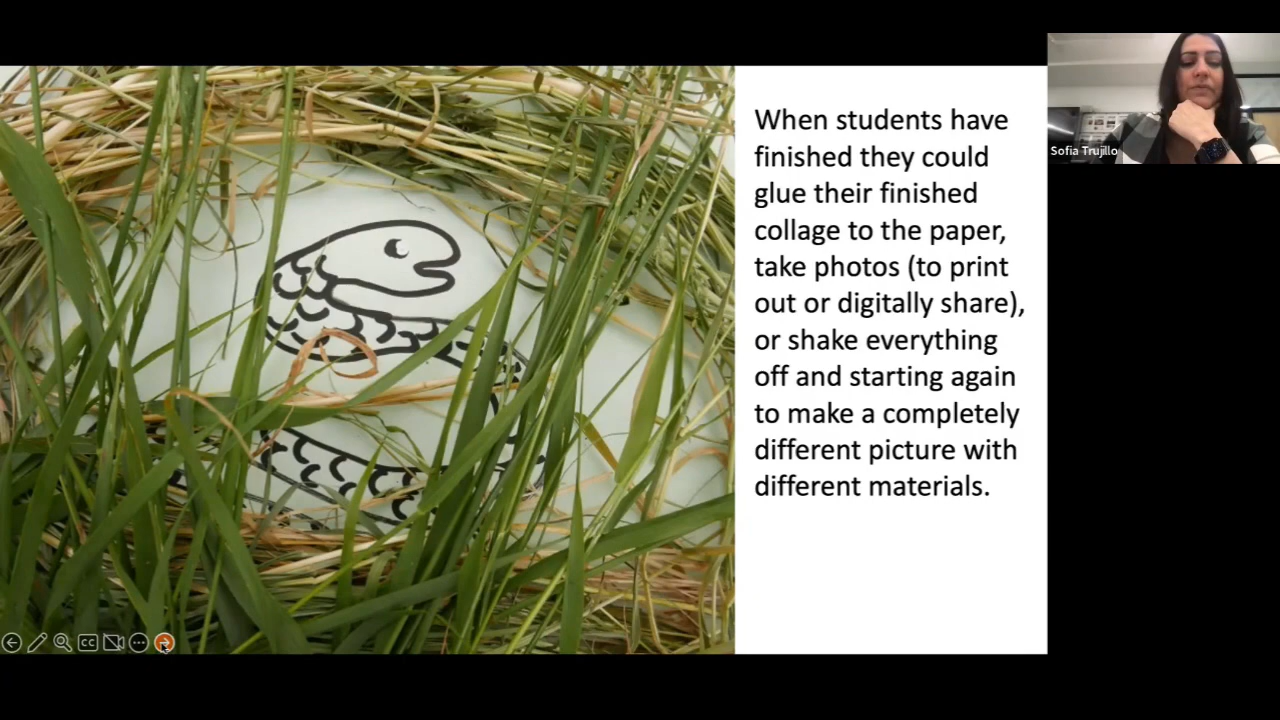 When students have
finished they could
glue their finished
collage to the paper,
take photos (to print
out or digitally share),
or shake everything
off and starting again
to make a completely
different picture with
different materials.
Sofia Trujillo
CC